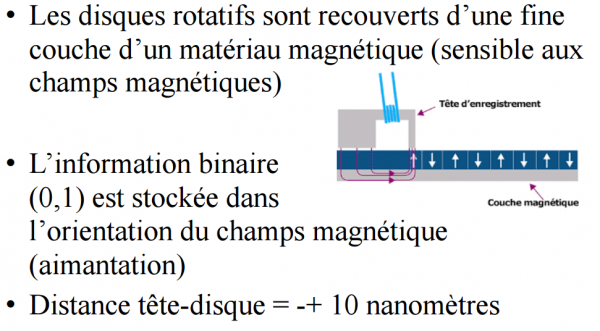 • Les disques rotatifs sont recouverts d'une fine
couche d'un matériau magnétique (sensible aux
champs magnétiques)
Tête d'enregistrement
Couche magnétique
• L'information binaire
(0,1) est stockée dans
l'orientation du champs magnétique
(aimantation)
• Distance tête-disque = -+ 10 nanomètres